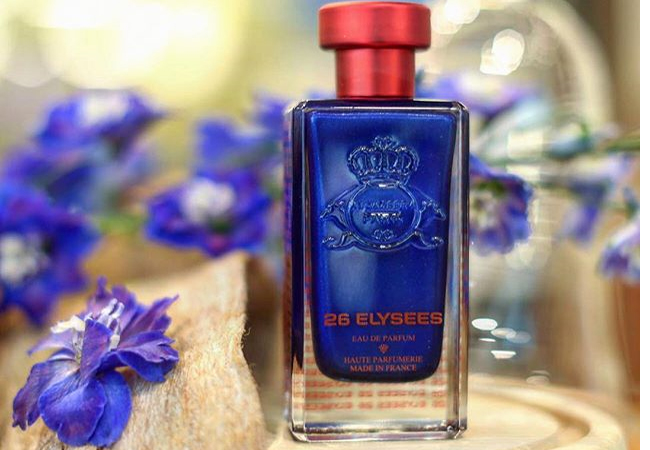 26 ELYSEES
EAU DE PARFUM
HAUTE PARFUMERIE
MADE IN FRANCE